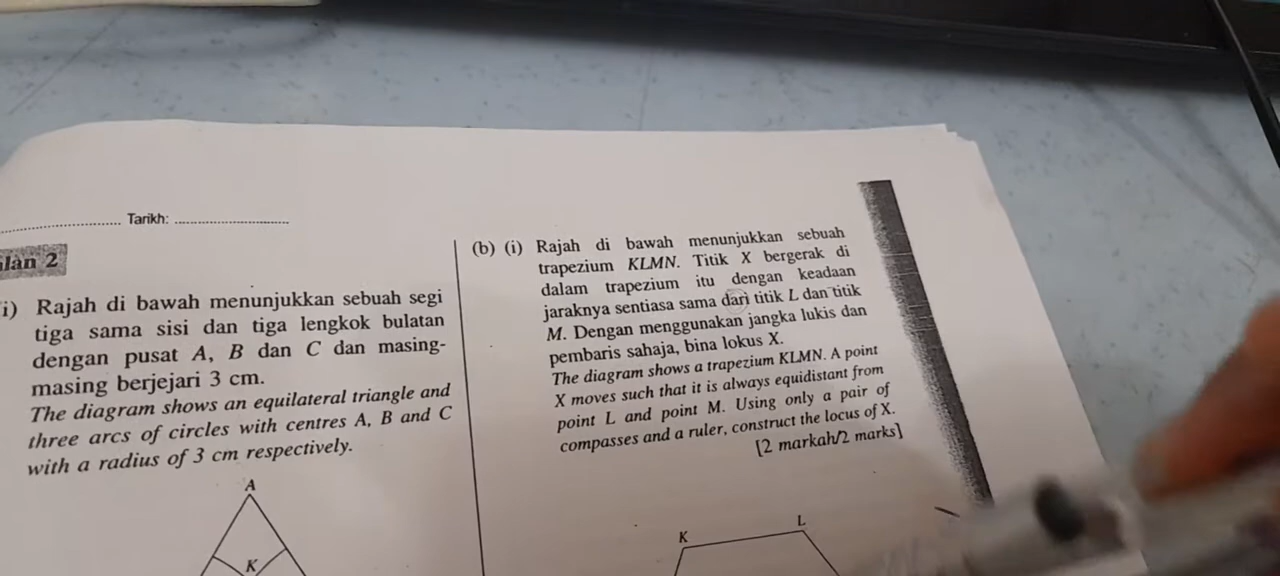 Tarikh:
lan 2
i) Rajah di bawah menunjukkan sebuah segi
tiga sama sisi dan tiga lengkok bulatan
dengan pusat A, B dan C dan masing-
masing berjejari 3 cm.
The diagram shows an equilateral triangle and
three arcs of circles with centres A, B and C
with a radius of 3 cm respectively.
A
K
(b) (i) Rajah di bawah menunjukkan sebuah
trapezium KLMN. Titik X bergerak di
dalam trapezium itu dengan keadaan
jaraknya sentiasa sama dari titik L dan titik
M. Dengan menggunakan jangka lukis dan
pembaris sahaja, bina lokus X.
The diagram shows a trapezium KLMN. A point
X moves such that it is always equidistant from
point L and point M. Using only a pair of
compasses and a ruler, construct the locus of X.
[2 markah/2 marks]
K L